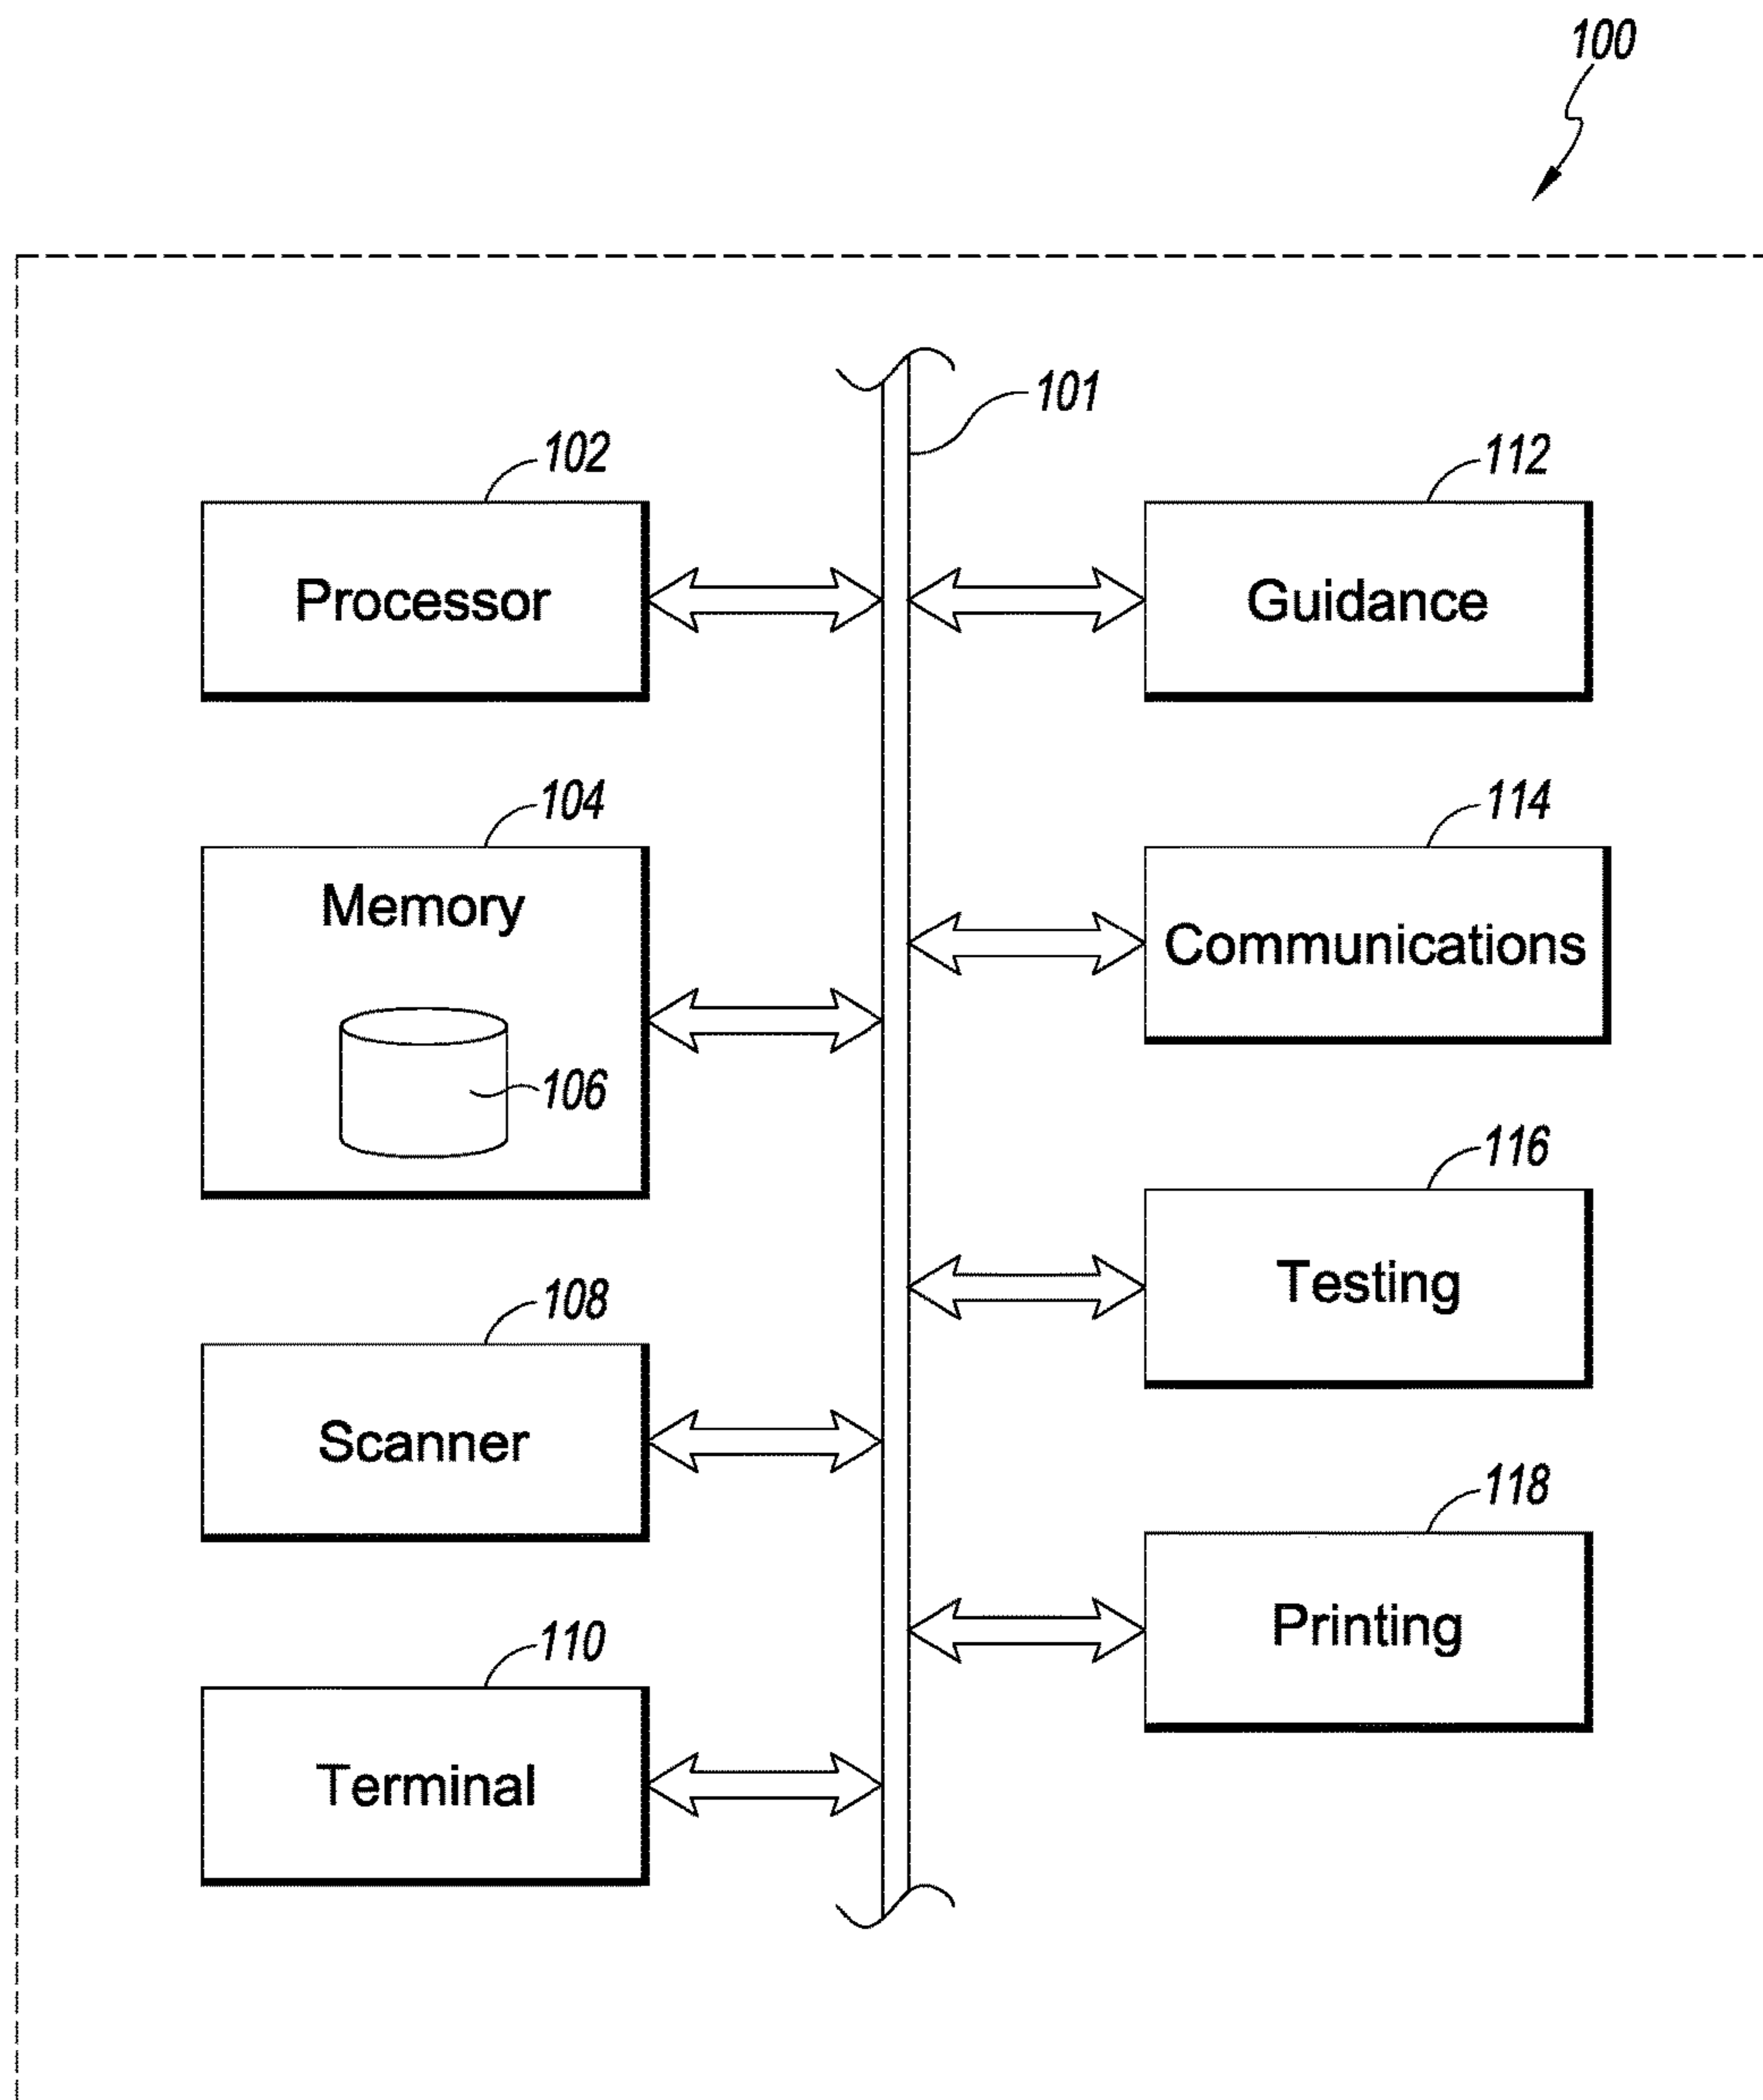 100
101
102
Processor
112
Guidance
104
Memory
106
114
Communications
116
Testing
108
Scanner
118
Printing
110
Terminal